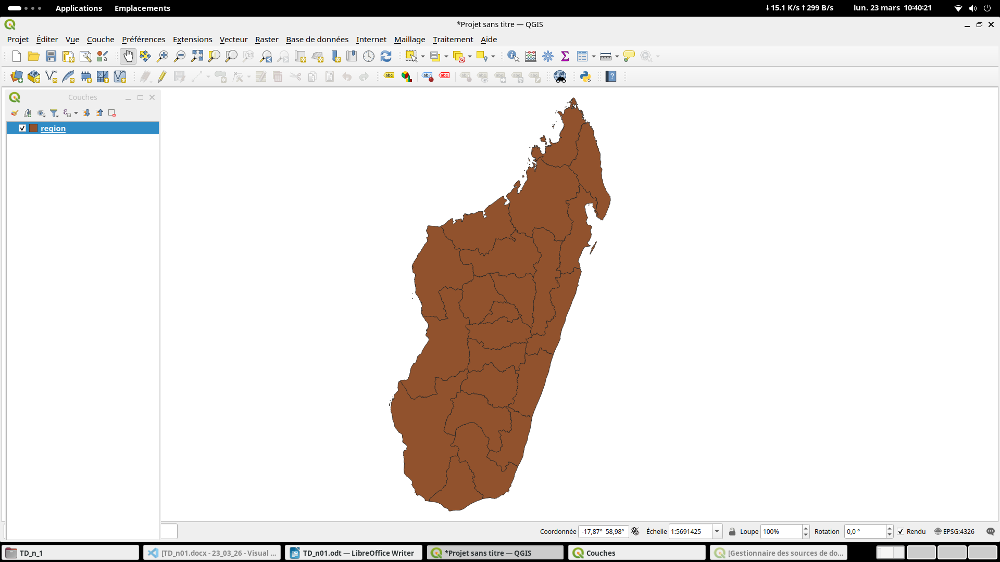 Applications Emplacements ↓15.1 K/s ↑299 B/s lun. 23 mars 10∶40∶21
*Projet sans titre — QGIS
Projet Éditer Vue Couche Préférences Extensions Vecteur Raster Base de données Internet Maillage Traitement Aide
Couches
region
Coordonnée -17,87° 58,98° Échelle 1:5691425 Loupe 100% Rotation 0,0 ° Rendu EPSG:4326
TD_n_1 [TD_n01.docx - 23_03_26 - Visual ... TD_n01.odt — LibreOffice Writer *Projet sans titre — QGIS Couches [Gestionnaire des sources de do...